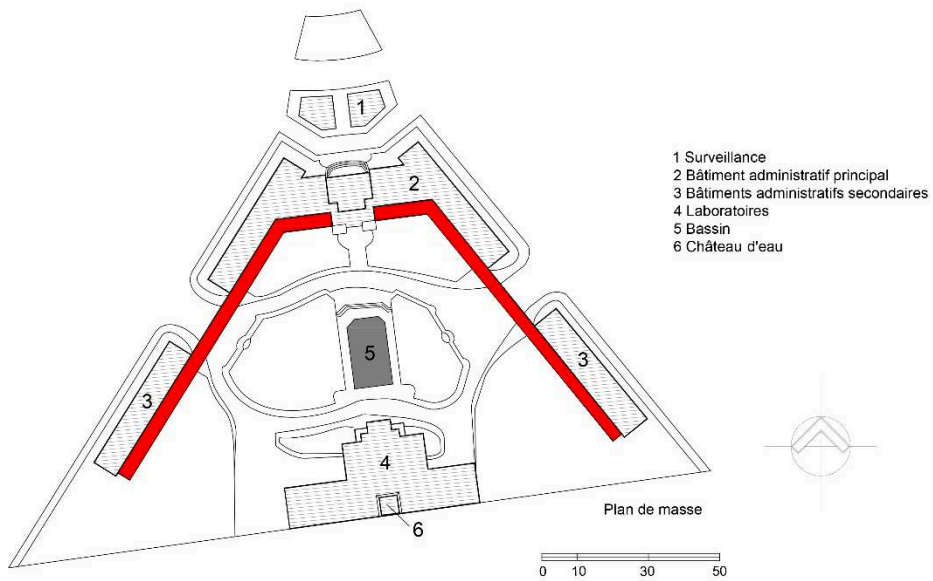 1
2
3
3
5
4
6
1 Surveillance
2 Bâtiment administratif principal
3 Bâtiments administratifs secondaires
4 Laboratoires
5 Bassin
6 Château d'eau
Plan de masse
0 10 30 50